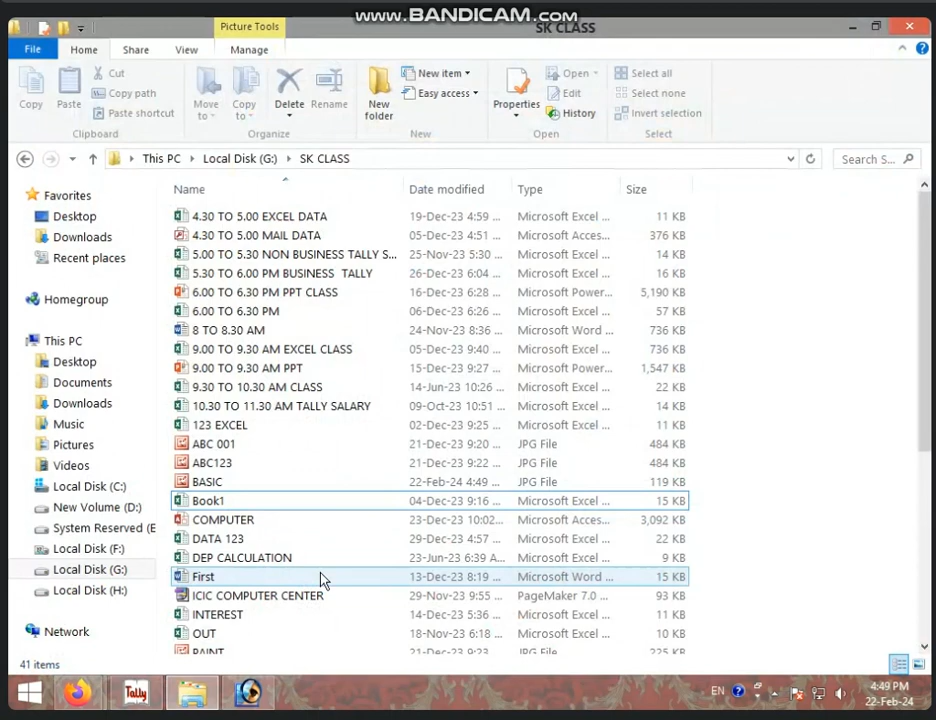 www.BANDICAM.com
Picture Tools
SK CLASS
File Home Share View Manage
Copy
Paste
Cut
Copy path
Paste shortcut
Clipboard
Move to
Copy to
Delete
Rename
Organize
New folder
New item
Easy access
New
Properties
Open
Edit
History
Open
Select all
Select none
Invert selection
Select
This PC Local Disk (G:) SK CLASS
Search S...
Favorites
Desktop
Downloads
Recent places
Homegroup
This PC
Desktop
Documents
Downloads
Music
Pictures
Videos
Local Disk (C:)
New Volume (D:)
System Reserved (E
Local Disk (F:)
Local Disk (G:)
Local Disk (H:)
Network
Name Date modified Type Size
4.30 TO 5.00 EXCEL DATA 19-Dec-23 4:59 ... Microsoft Excel ... 11 KB
4.30 TO 5.00 MAIL DATA 05-Dec-23 4:51 ... Microsoft Acces... 376 KB
5.00 TO 5.30 NON BUSINESS TALLY S... 25-Nov-23 5:30 ... Microsoft Excel ... 14 KB
5.30 TO 6.00 PM BUSINESS TALLY 26-Dec-23 6:04 ... Microsoft Excel ... 16 KB
6.00 TO 6.30 PM PPT CLASS 16-Dec-23 6:28 ... Microsoft Power... 5,190 KB
6.00 TO 6.30 PM 06-Dec-23 6:26 ... Microsoft Excel ... 57 KB
8 TO 8.30 AM 24-Nov-23 8:36 ... Microsoft Word ... 736 KB
9.00 TO 9.30 AM EXCEL CLASS 05-Dec-23 9:40 ... Microsoft Excel ... 736 KB
9.00 TO 9.30 AM PPT 15-Dec-23 9:27 ... Microsoft Power... 1,547 KB
9.30 TO 10.30 AM CLASS 14-Jun-23 10:26 ... Microsoft Excel ... 22 KB
10.30 TO 11.30 AM TALLY SALARY 09-Oct-23 10:51 ... Microsoft Excel ... 14 KB
123 EXCEL 02-Dec-23 9:25 ... Microsoft Excel ... 11 KB
ABC 001 21-Dec-23 9:20 ... JPG File 484 KB
ABC123 21-Dec-23 9:22 ... JPG File 484 KB
BASIC 22-Feb-24 4:49 ... JPG File 119 KB
Book1 04-Dec-23 9:16 ... Microsoft Excel ... 15 KB
COMPUTER 23-Dec-23 10:02... Microsoft Acces... 3,092 KB
DATA 123 29-Dec-23 4:57 ... Microsoft Excel ... 22 KB
DEP CALCULATION 23-Jun-23 6:39 A... Microsoft Excel ... 9 KB
First 13-Dec-23 8:19 ... Microsoft Word ... 15 KB
ICIC COMPUTER CENTER 29-Nov-23 9:55 ... PageMaker 7.0 ... 93 KB
INTEREST 14-Dec-23 5:36 ... Microsoft Excel ... 13 KB
OUT 18-Nov-23 6:18 ... Microsoft Excel ... 10 KB
PAINT 21-Dec-23 9:23 ... JPG File 225 KB
41 items
Tally
EN
4:49 PM
22-Feb-24